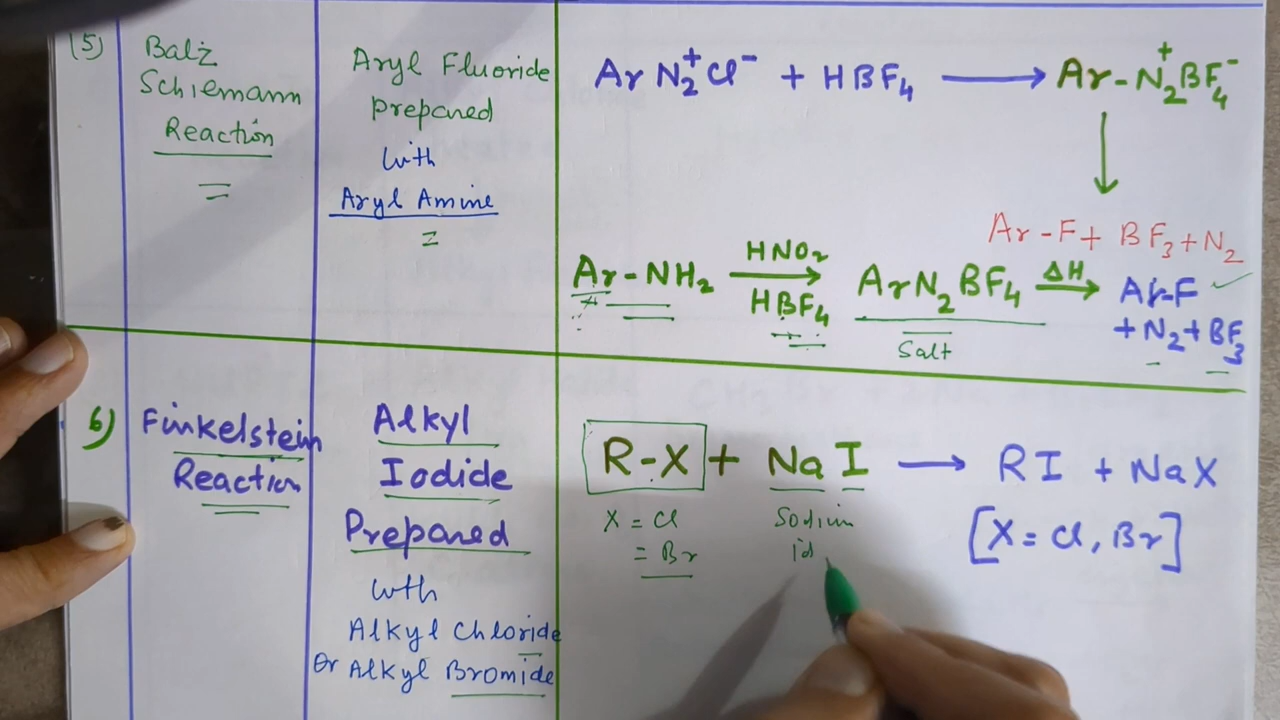 (5)
Balz
Schiemann
Reaction
Aryl Fluoride
prepared
with
Aryl Amine
Ar N₂⁺Cl⁻ + HBF₄ ⟶ Ar-N₂⁺BF₄⁻
↓
Ar-F + BF₃ + N₂
Ar-NH₂ HNO₂ / HBF₄ ⟶ ArN₂BF₄ ΔH ⟶ Ar-F
+ N₂ + BF₃
Salt
6)
Finkelstein
Reaction
Alkyl
Iodide
Prepared
wth
Alkyl Chloride
Or Alkyl Bromide
R-X + NaI ⟶ RI + NaX
X = Cl
= Br
Sodium
id
[X = Cl, Br]